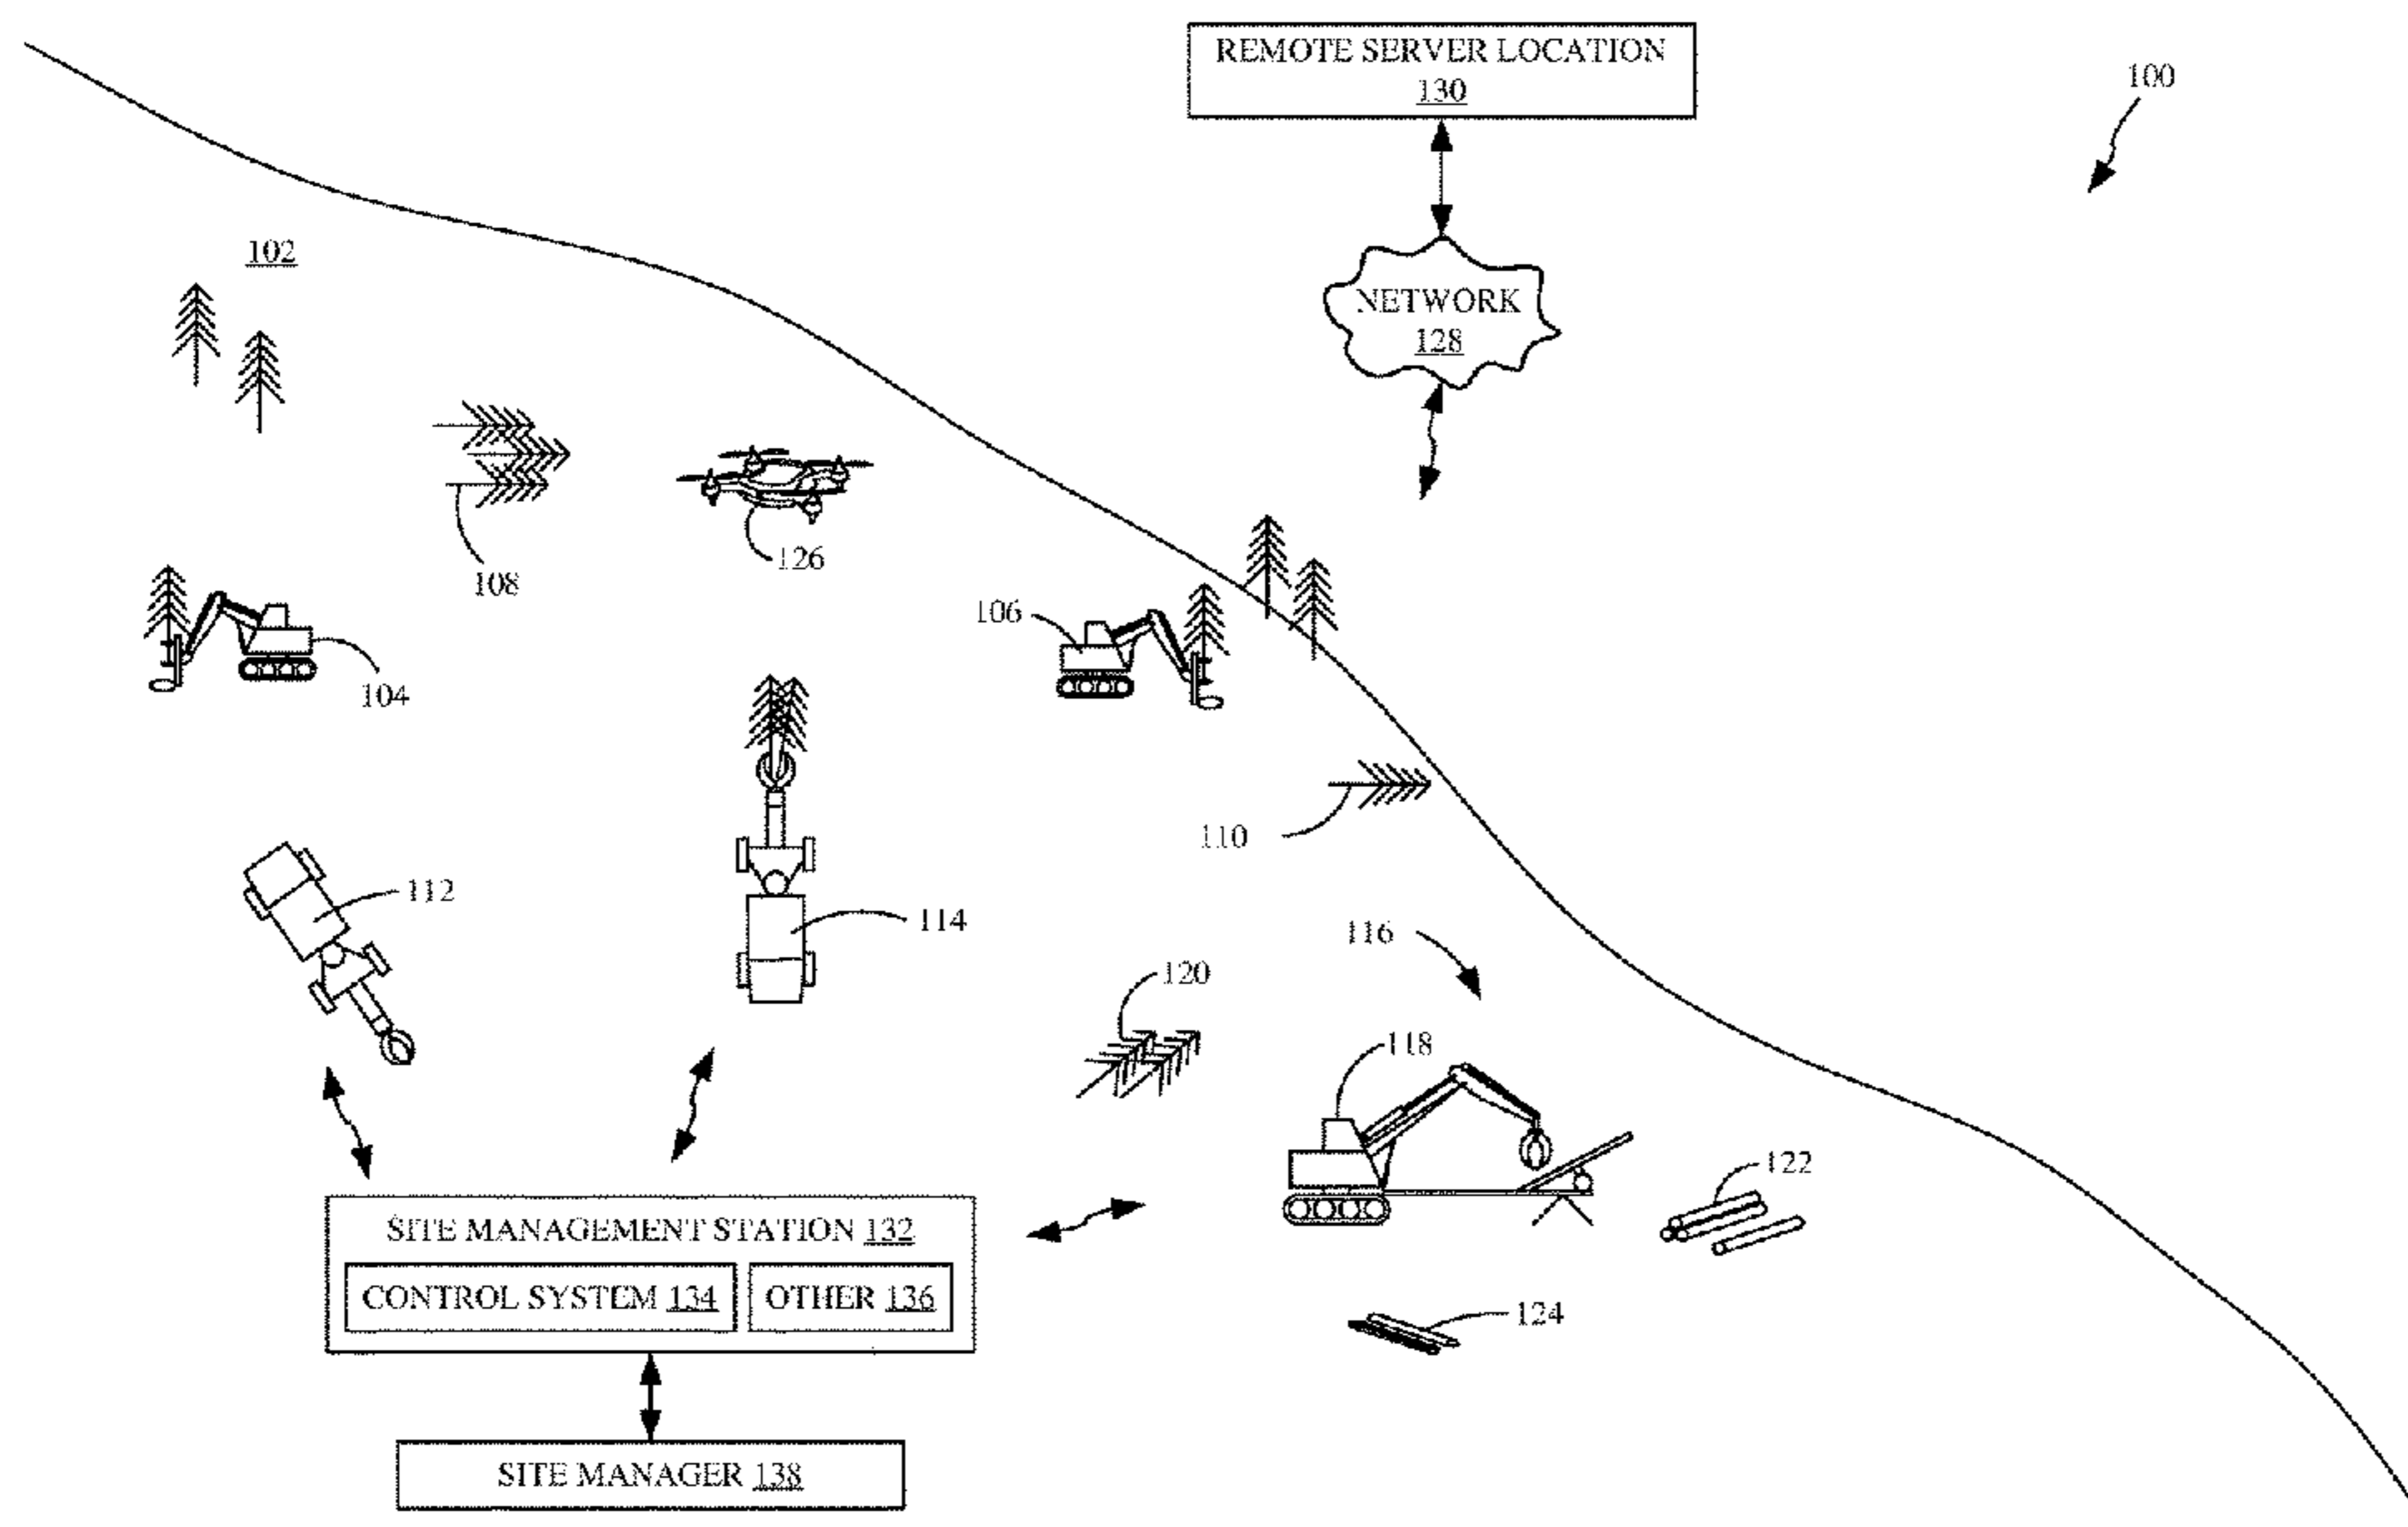 REMOTE SERVER LOCATION
130
100
102
NETWORK
128
108
126
106
104
110
112
114
116
120
118
122
SITE MANAGEMENT STATION 132
CONTROL SYSTEM 134
OTHER 136
124
SITE MANAGER 138